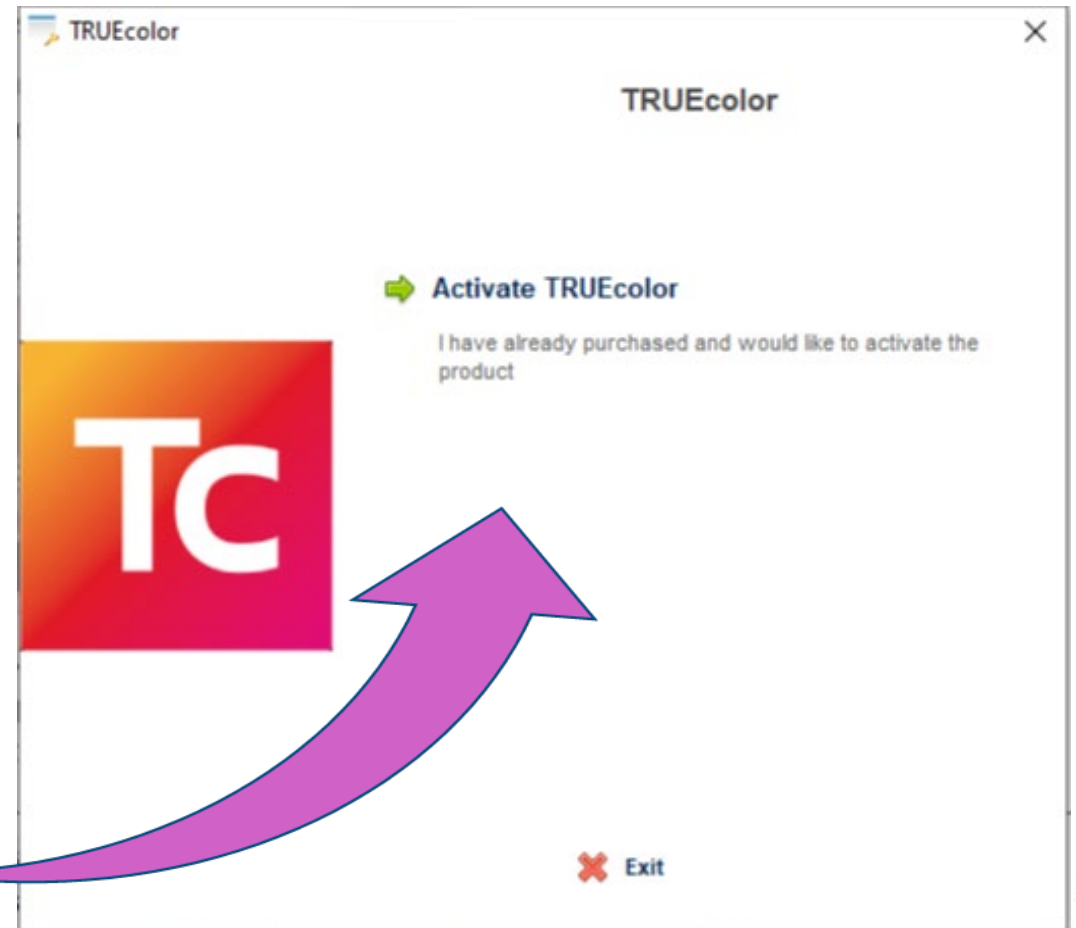 TRUEcolor
TRUEcolor
Activate TRUEcolor
I have already purchased and would like to activate the
product
Tc
Exit